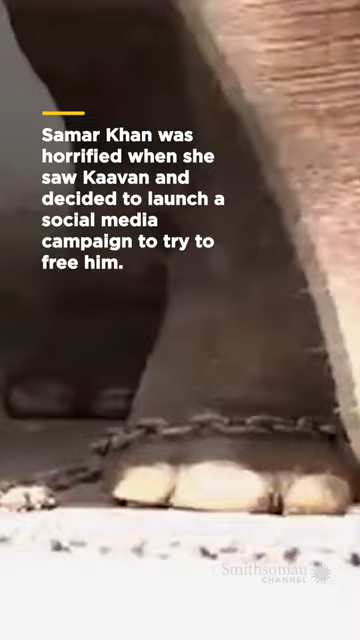 Samar Khan was
horrified when she
saw Kaavan and
decided to launch a
social media
campaign to try to
free him.
Smithsonian
CHANNEL